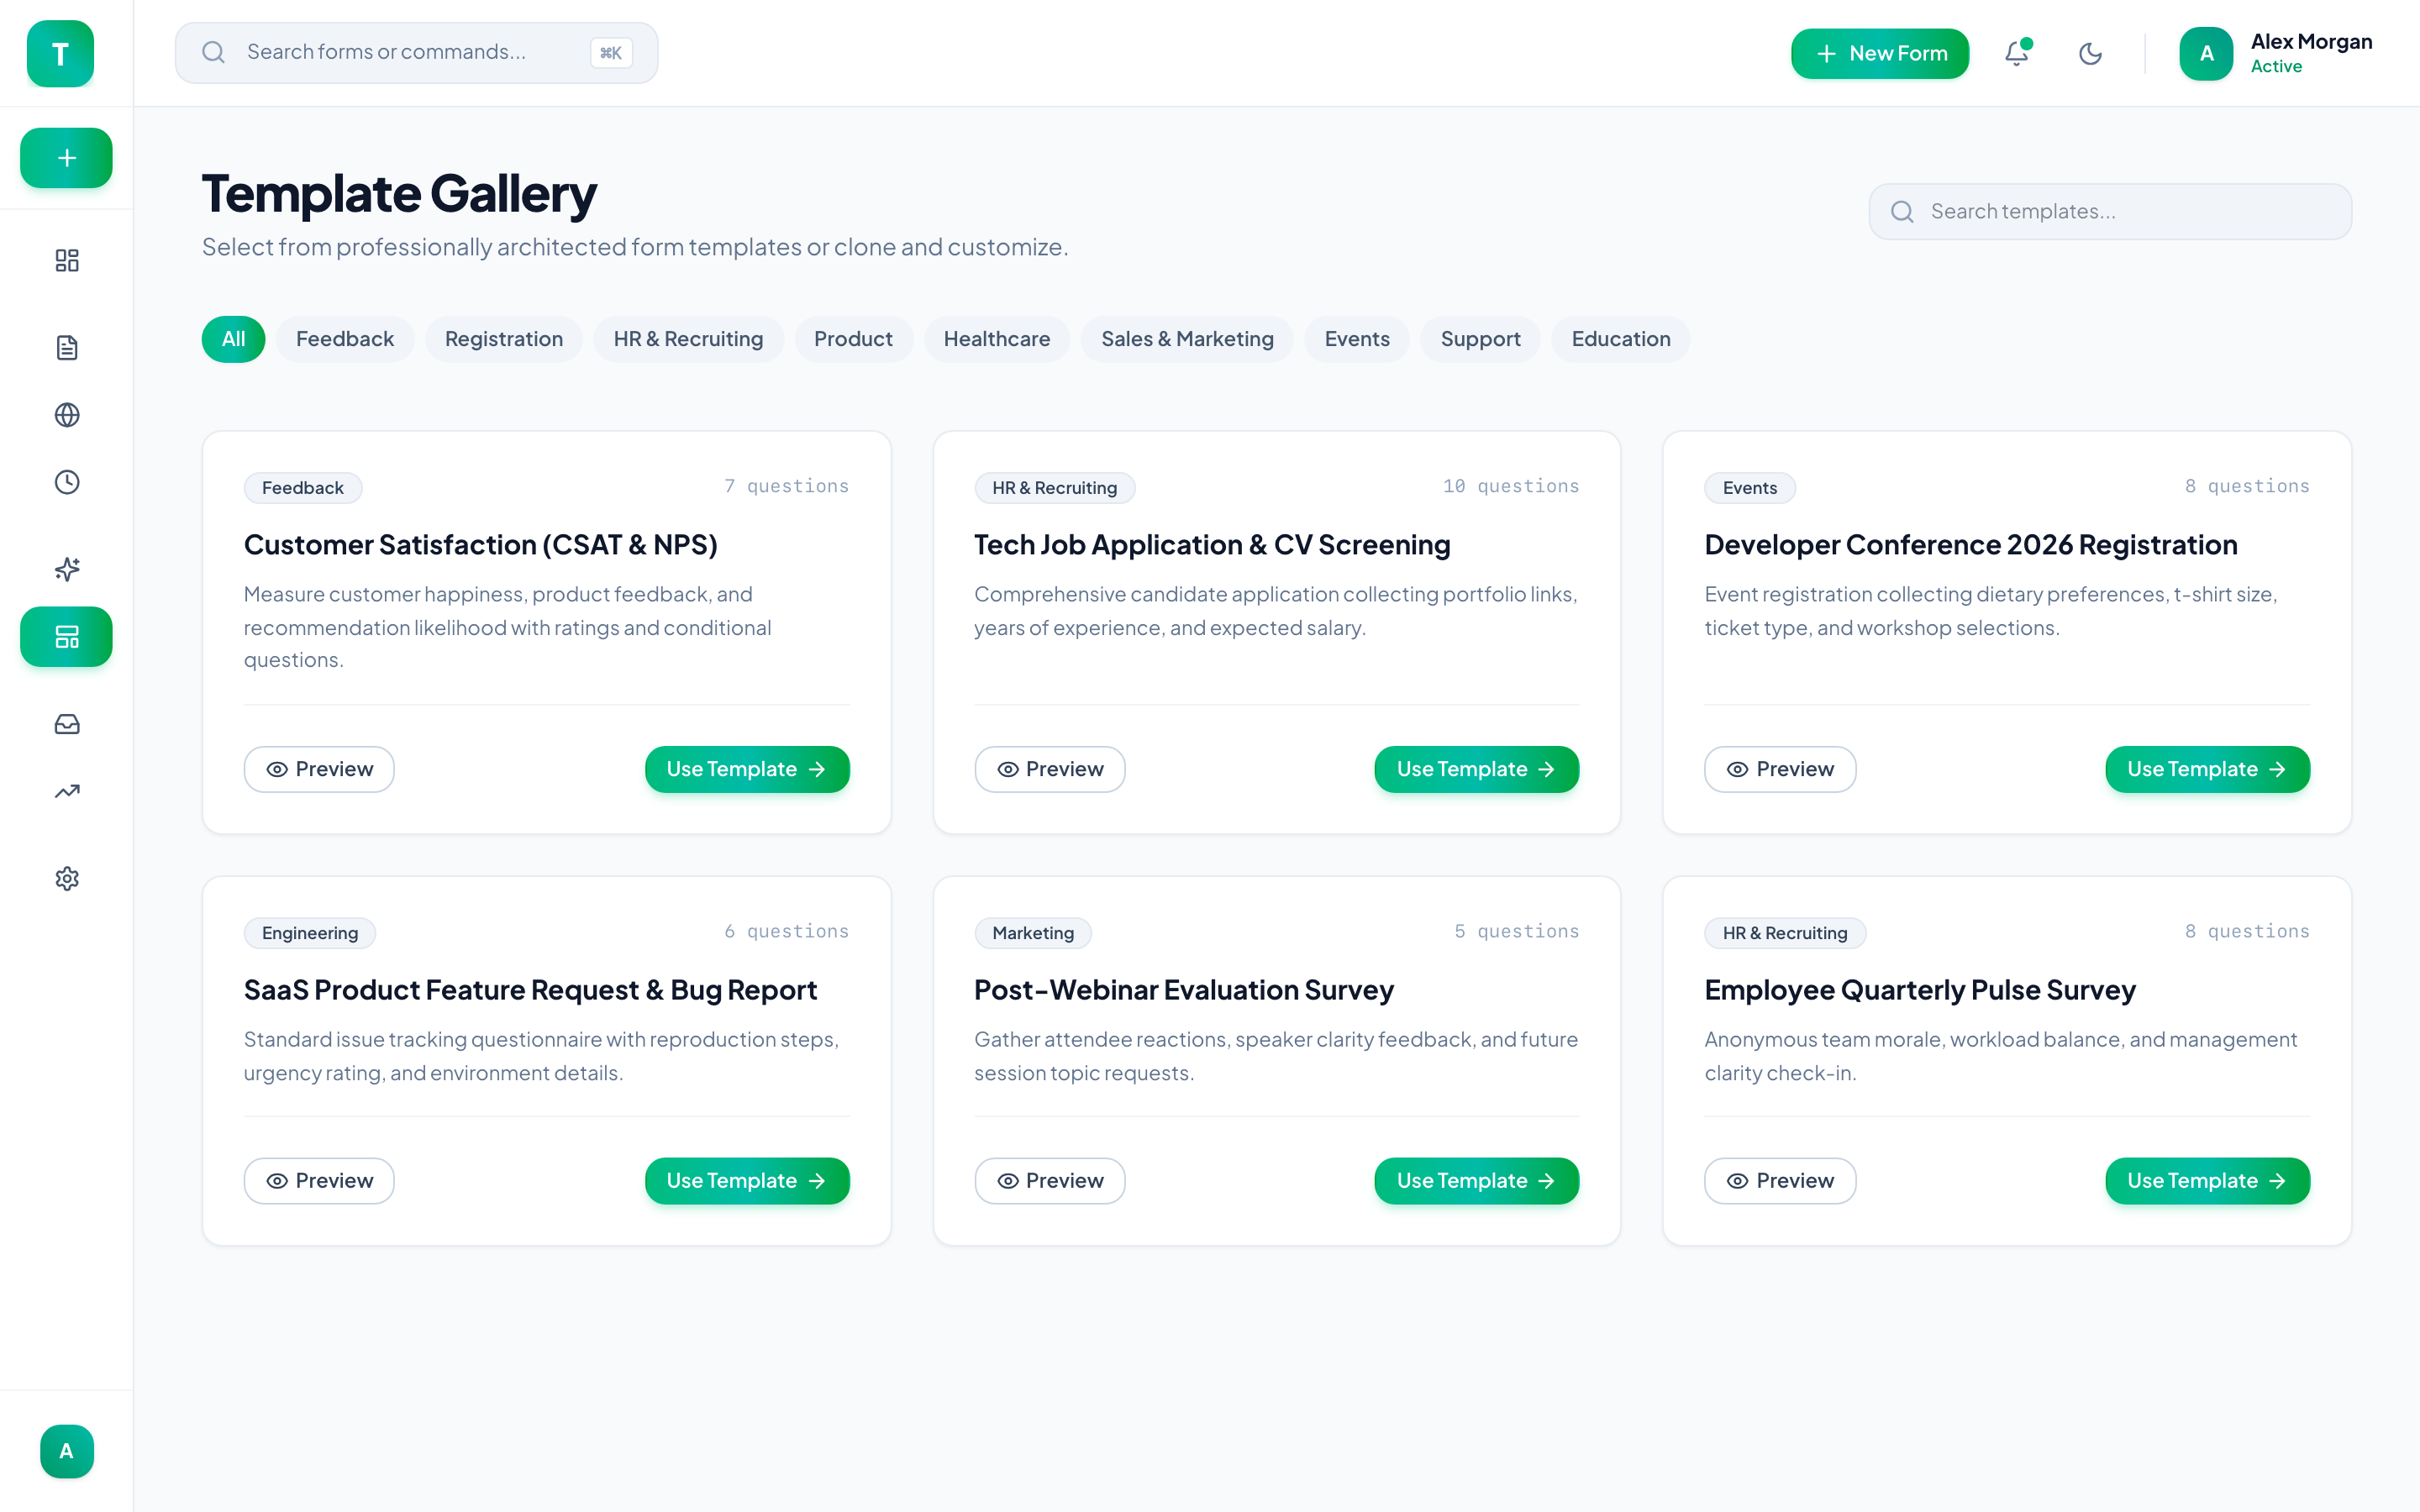 T
Search forms or commands...
⌘K
New Form
A
Alex Morgan
Active
Template Gallery
Select from professionally architected form templates or clone and customize.
Search templates...
All
Feedback
Registration
HR & Recruiting
Product
Healthcare
Sales & Marketing
Events
Support
Education
Feedback
7 questions
Customer Satisfaction (CSAT & NPS)
Measure customer happiness, product feedback, and
recommendation likelihood with ratings and conditional
questions.
Preview
Use Template
HR & Recruiting
10 questions
Tech Job Application & CV Screening
Comprehensive candidate application collecting portfolio links,
years of experience, and expected salary.
Preview
Use Template
Events
8 questions
Developer Conference 2026 Registration
Event registration collecting dietary preferences, t-shirt size,
ticket type, and workshop selections.
Preview
Use Template
Engineering
6 questions
SaaS Product Feature Request & Bug Report
Standard issue tracking questionnaire with reproduction steps,
urgency rating, and environment details.
Preview
Use Template
Marketing
5 questions
Post-Webinar Evaluation Survey
Gather attendee reactions, speaker clarity feedback, and future
session topic requests.
Preview
Use Template
HR & Recruiting
8 questions
Employee Quarterly Pulse Survey
Anonymous team morale, workload balance, and management
clarity check-in.
Preview
Use Template
A